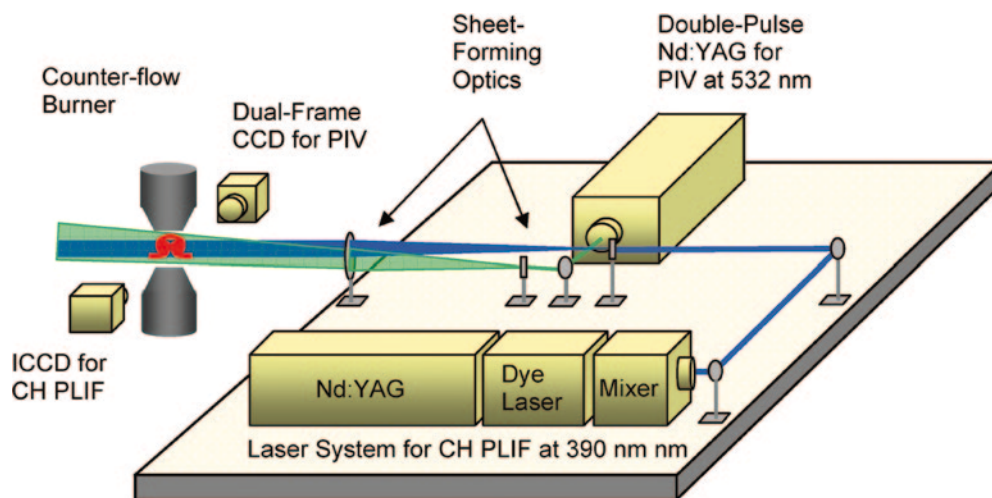 Sheet-
Forming
Optics
Double-Pulse
Nd:YAG for
PIV at 532 nm
Counter-flow
Burner
Dual-Frame
CCD for PIV
ICCD for
CH PLIF
Nd:YAG
Dye
Laser
Mixer
Laser System for CH PLIF at 390 nm nm